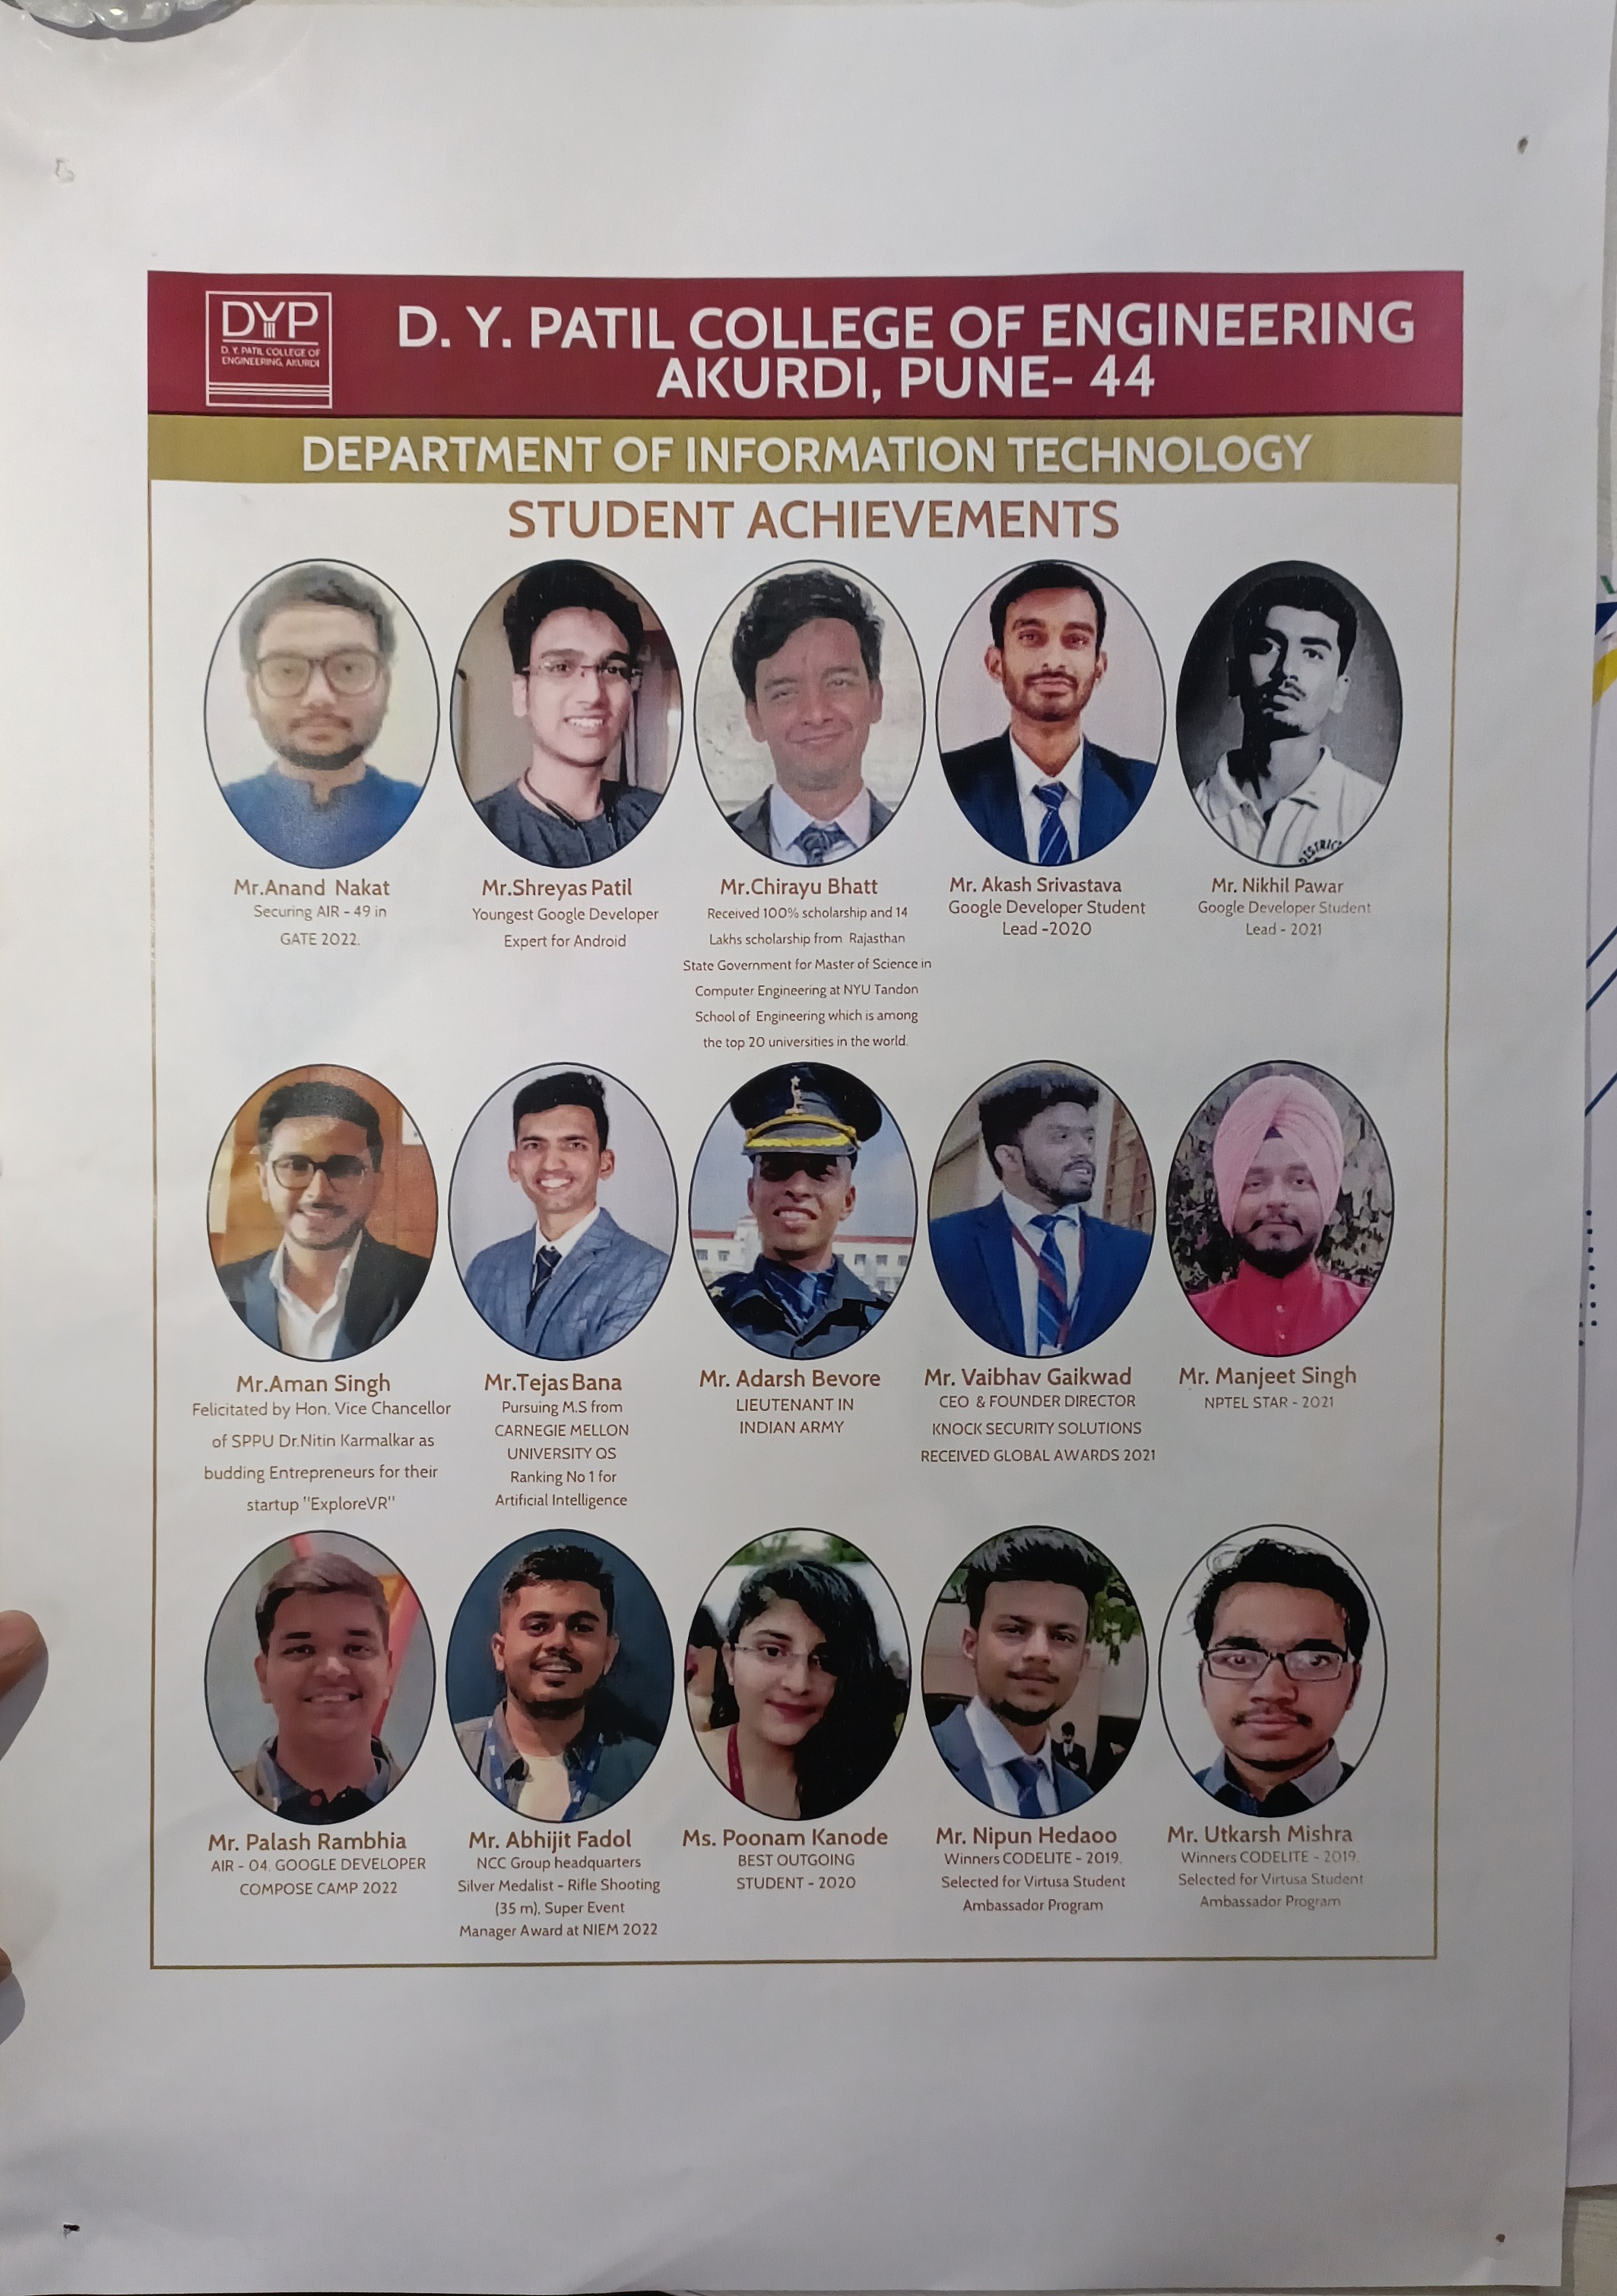 DYP
D. Y. PATIL COLLEGE OF
ENGINEERING, AKURDI
D. Y. PATIL COLLEGE OF ENGINEERING
AKURDI, PUNE- 44
DEPARTMENT OF INFORMATION TECHNOLOGY
STUDENT ACHIEVEMENTS
DISTRICT
Mr.Anand Nakat
Securing AIR - 49 in
GATE 2022.
Mr.Shreyas Patil
Youngest Google Developer
Expert for Android
Mr.Chirayu Bhatt
Received 100% scholarship and 14
Lakhs scholarship from Rajasthan
State Government for Master of Science in
Computer Engineering at NYU Tandon
School of Engineering which is among
the top 20 universities in the world.
Mr. Akash Srivastava
Google Developer Student
Lead -2020
Mr. Nikhil Pawar
Google Developer Student
Lead - 2021
Mr.Aman Singh
Felicitated by Hon. Vice Chancellor
of SPPU Dr.Nitin Karmalkar as
budding Entrepreneurs for their
startup "ExploreVR"
Mr.Tejas Bana
Pursuing M.S from
CARNEGIE MELLON
UNIVERSITY QS
Ranking No 1 for
Artificial Intelligence
Mr. Adarsh Bevore
LIEUTENANT IN
INDIAN ARMY
Mr. Vaibhav Gaikwad
CEO & FOUNDER DIRECTOR
KNOCK SECURITY SOLUTIONS
RECEIVED GLOBAL AWARDS 2021
Mr. Manjeet Singh
NPTEL STAR - 2021
Mr. Palash Rambhia
AIR - 04. GOOGLE DEVELOPER
COMPOSE CAMP 2022
Mr. Abhijit Fadol
NCC Group headquarters
Silver Medalist - Rifle Shooting
(35 m), Super Event
Manager Award at NIEM 2022
Ms. Poonam Kanode
BEST OUTGOING
STUDENT - 2020
Mr. Nipun Hedaoo
Winners CODELITE - 2019.
Selected for Virtusa Student
Ambassador Program
Mr. Utkarsh Mishra
Winners CODELITE - 2019.
Selected for Virtusa Student
Ambassador Program